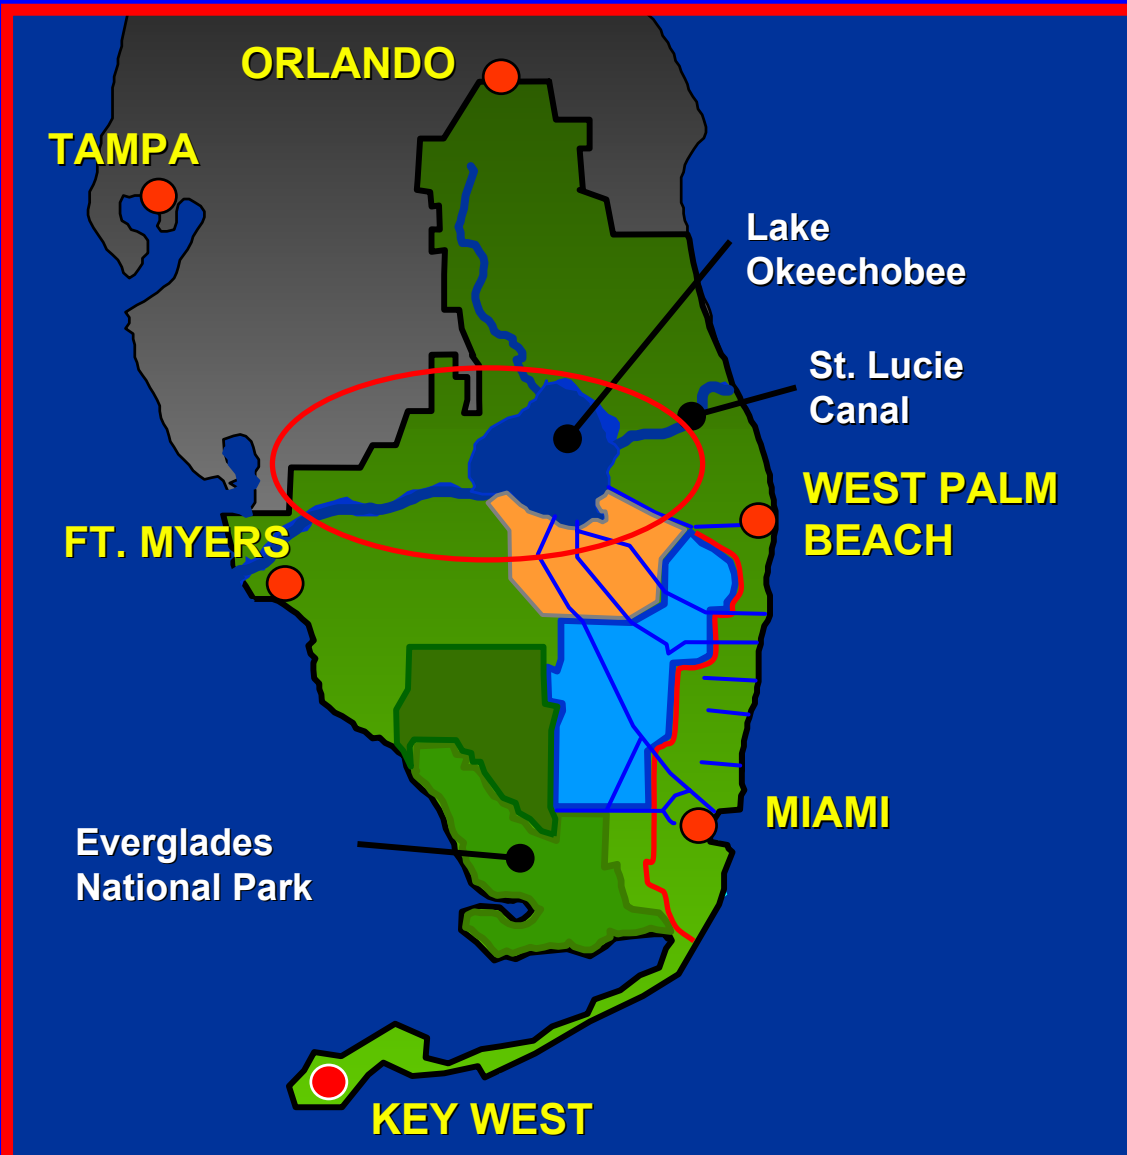 ORLANDO
TAMPA
Lake
Okeechobee
St. Lucie
Canal
WEST PALM
BEACH
FT. MYERS
MIAMI
Everglades
National Park
KEY WEST